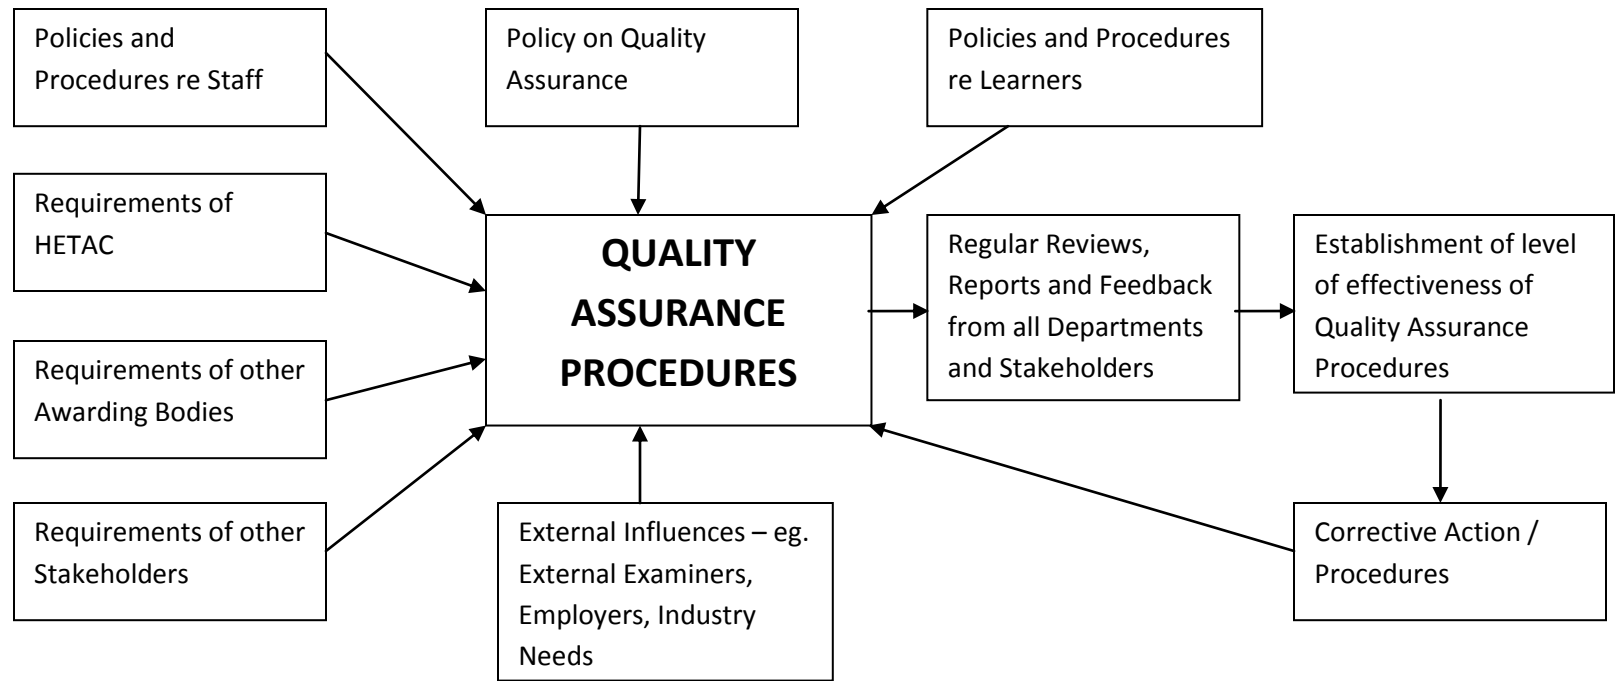 Policies and
Procedures re Staff
Policy on Quality
Assurance
Policies and Procedures
re Learners
Requirements of
HETAC
QUALITY
ASSURANCE
PROCEDURES
Regular Reviews,
Reports and Feedback
from all Departments
and Stakeholders
Establishment of level
of effectiveness of
Quality Assurance
Procedures
Requirements of other
Awarding Bodies
Requirements of other
Stakeholders
External Influences – eg.
External Examiners,
Employers, Industry
Needs
Corrective Action /
Procedures